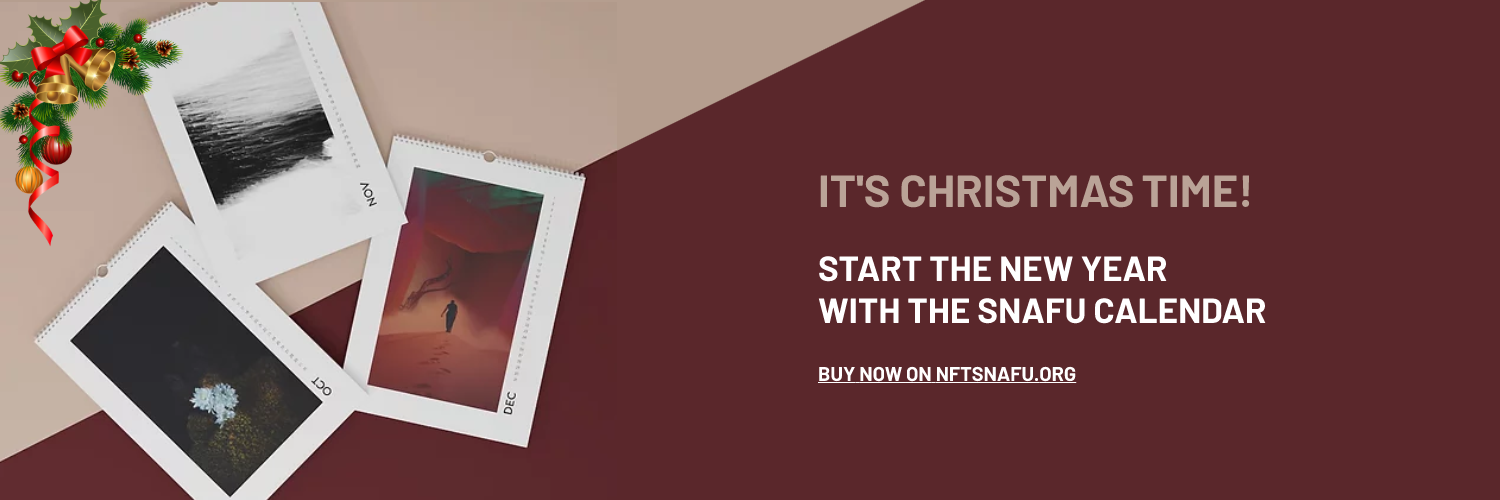 NOV
OCT
DEC
IT'S CHRISTMAS TIME!
START THE NEW YEAR
WITH THE SNAFU CALENDAR
BUY NOW ON NFTSNAFU.ORG